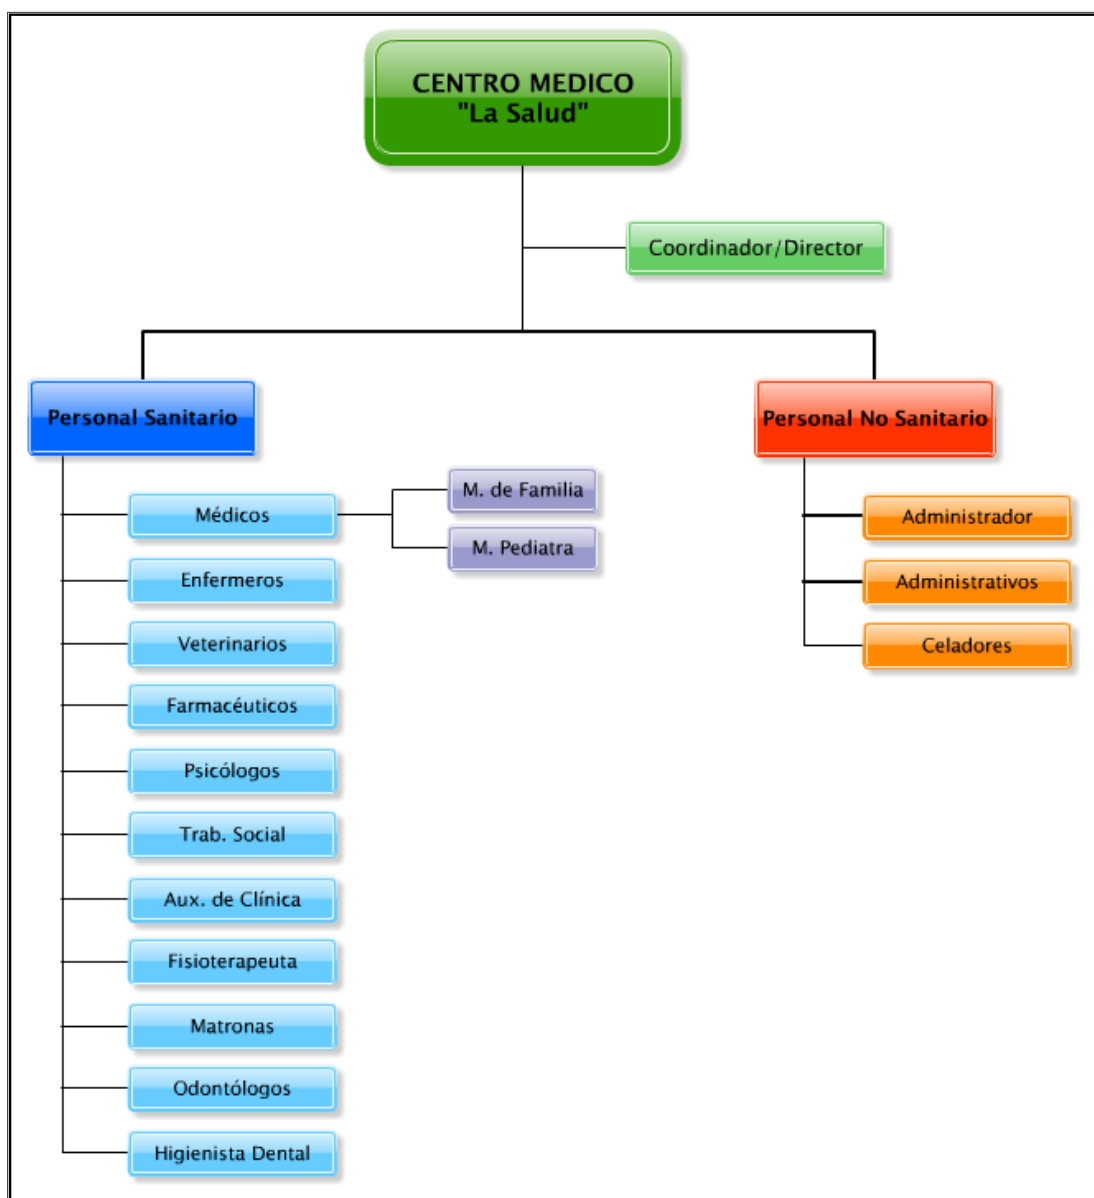 CENTRO MEDICO
"La Salud"
Coordinador/Director
Personal Sanitario
Personal No Sanitario
Médicos
M. de Familia
M. Pediatra
Enfermeros
Veterinarios
Farmacéuticos
Psicólogos
Trab. Social
Aux. de Clínica
Fisioterapeuta
Matronas
Odontólogos
Higienista Dental
Administrador
Administrativos
Celadores